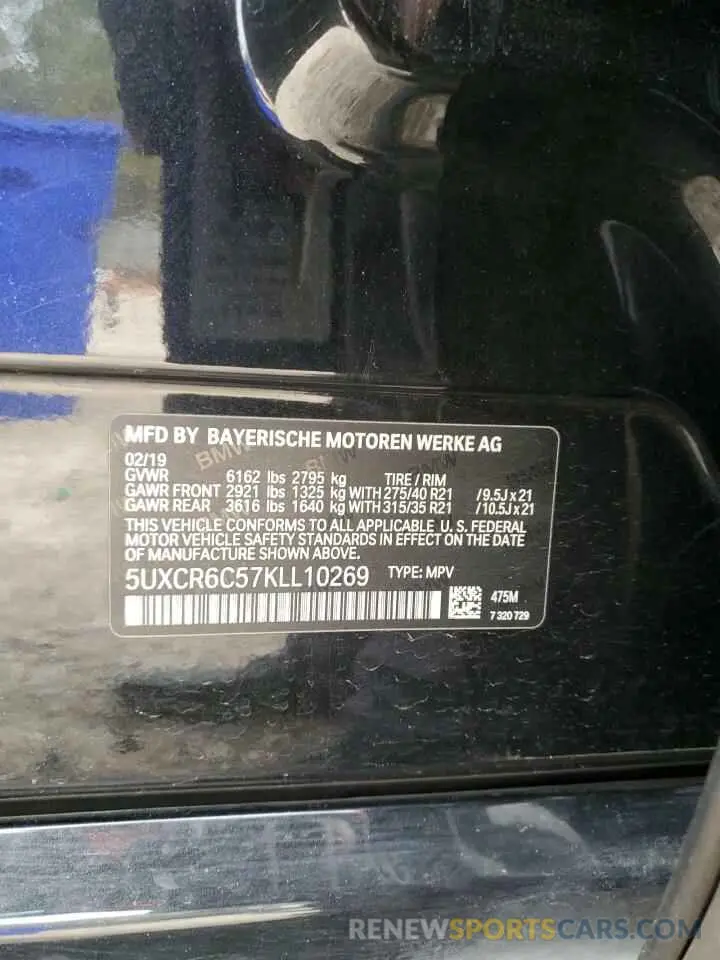 MFD BY BAYERISCHE MOTOREN WERKE AG
02/19
GVWR 6162 lbs 2795 kg TIRE / RIM
GAWR FRONT 2921 lbs 1325 kg WITH 275/40 R21 /9.5J x 21
GAWR REAR 3616 lbs 1640 kg WITH 315/35 R21 /10.5J x 21
THIS VEHICLE CONFORMS TO ALL APPLICABLE U.S. FEDERAL
MOTOR VEHICLE SAFETY STANDARDS IN EFFECT ON THE DATE
OF MANUFACTURE SHOWN ABOVE.
5UXCR6C57KLL10269 TYPE: MPV
475M
7 320 729
RENEWSPORTSCARS.COM